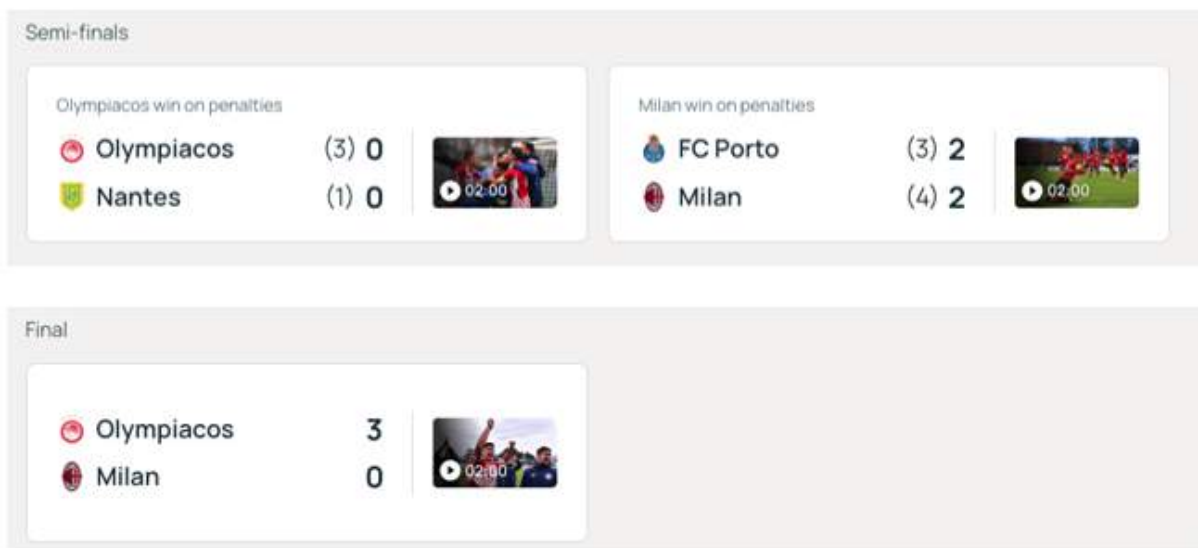 Semi-finals
Olympiacos win on penalties
Olympiacos (3) 0
Nantes (1) 0
02:00
Milan win on penalties
FC Porto (3) 2
Milan (4) 2
02:00
Final
Olympiacos 3
Milan 0
02:00